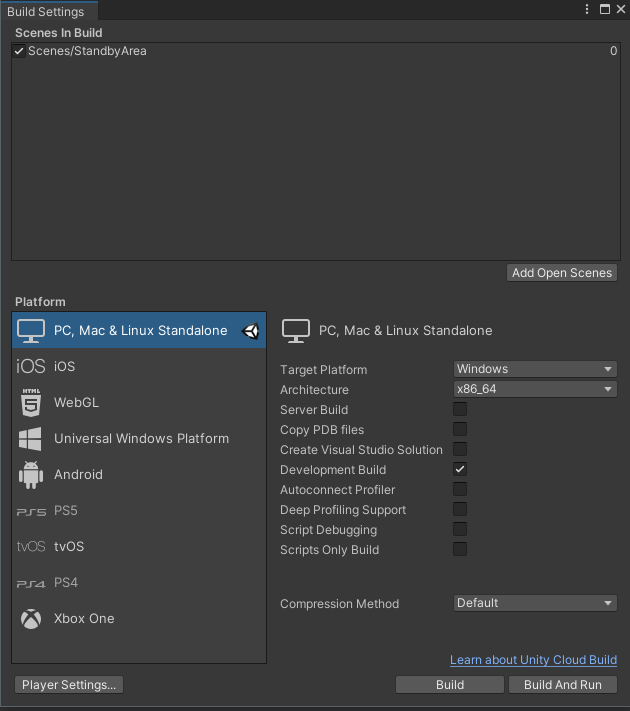 Build Settings
Scenes In Build
Scenes/StandbyArea 0
Add Open Scenes
Platform
PC, Mac & Linux Standalone
iOS iOS
HTML 5 WebGL
Universal Windows Platform
Android
PS5 PS5
tvOS tvOS
PS4 PS4
Xbox One
PC, Mac & Linux Standalone
Target Platform Windows
Architecture x86_64
Server Build
Copy PDB files
Create Visual Studio Solution
Development Build
Autoconnect Profiler
Deep Profiling Support
Script Debugging
Scripts Only Build
Compression Method Default
Learn about Unity Cloud Build
Player Settings... Build Build And Run